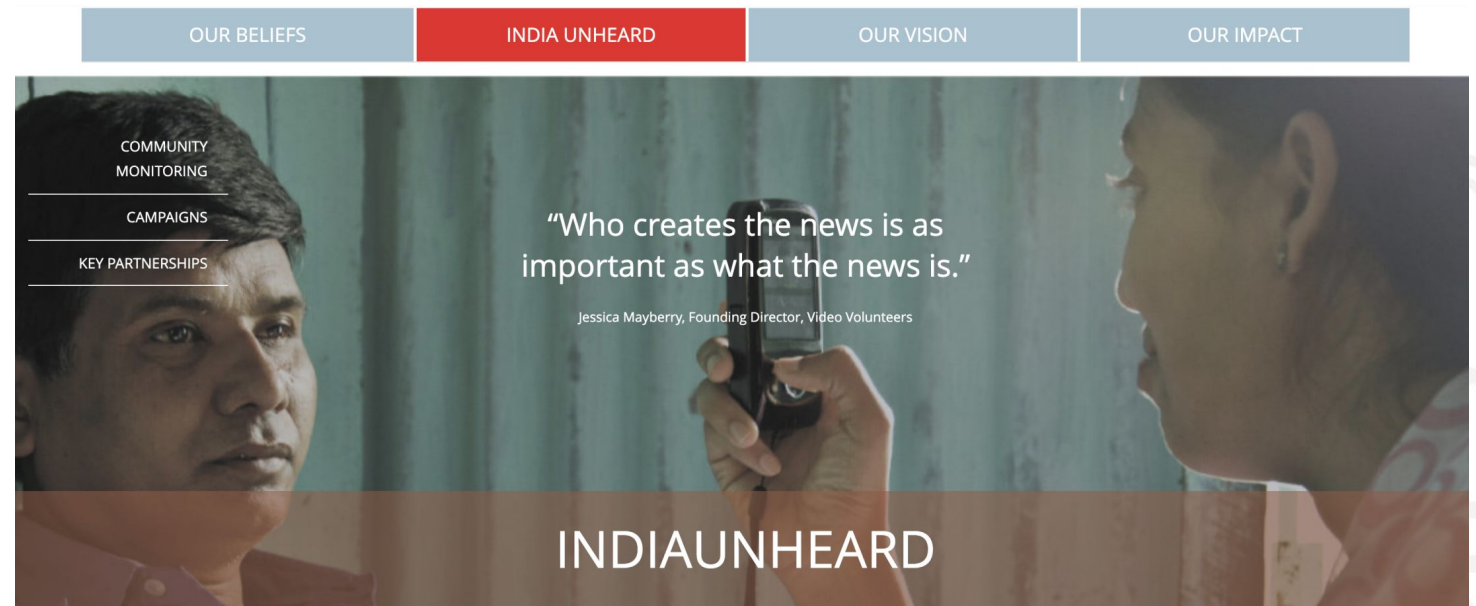 OUR BELIEFS
INDIA UNHEARD
OUR VISION
OUR IMPACT
COMMUNITY
MONITORING
CAMPAIGNS
KEY PARTNERSHIPS
“Who creates the news is as
important as what the news is.”
Jessica Mayberry, Founding Director, Video Volunteers
INDIAUNHEARD